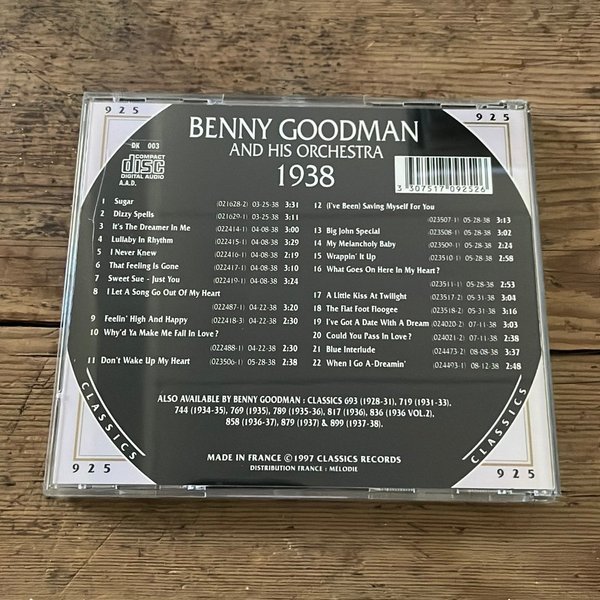 925
925
DK 003
COMPACT
disc
DIGITAL AUDIO
A.A.D.
BENNY GOODMAN
AND HIS ORCHESTRA
1938
3 307517 092526
1 Sugar (021628-2) 03-25-38 3:31
2 Dizzy Spells (021629-1) 03-25-38 3:11
3 It's The Dreamer In Me (022414-1) 04-08-38 3:00
4 Lullaby In Rhythm (022415-1) 04-08-38 3:29
5 I Never Knew (022416-1) 04-08-38 3:19
6 That Feeling Is Gone (022417-1) 04-08-38 3:10
7 Sweet Sue - Just You (022419-1) 04-08-38 3:24
8 I Let A Song Go Out Of My Heart
(022487-1) 04-22-38 3:20
9 Feelin' High And Happy (022418-3) 04-22-38 2:30
10 Why'd Ya Make Me Fall In Love ?
(022488-1) 04-22-38 2:30
11 Don't Wake Up My Heart (023506-1) 05-28-38 2:38
12 (I've Been) Saving Myself For You
(023507-1) 05-28-38 3:13
13 Big John Special (023508-1) 05-28-38 3:02
14 My Melancholy Baby (023509-1) 05-28-38 2:24
15 Wrappin' It Up (023510-1) 05-28-38 2:58
16 What Goes On Here In My Heart ?
(023511-1) 05-28-38 2:53
17 A Little Kiss At Twilight (023517-2) 05-31-38 3:04
18 The Flat Foot Floogee (023518-2) 05-31-38 3:16
19 I've Got A Date With A Dream (024020-2) 07-11-38 3:03
20 Could You Pass In Love ? (024021-2) 07-11-38 2:30
21 Blue Interlude (024473-2) 08-08-38 3:37
22 When I Go A-Dreamin' (024493-1) 08-12-38 2:48
ALSO AVAILABLE BY BENNY GOODMAN : CLASSICS 693 (1928-31), 719 (1931-33),
744 (1934-35), 769 (1935), 789 (1935-36), 817 (1936), 836 (1936 VOL.2),
858 (1936-37), 879 (1937) & 899 (1937-38).
MADE IN FRANCE ©1997 CLASSICS RECORDS
DISTRIBUTION FRANCE : MÉLODIE
CLASSICS
CLASSICS
925
925